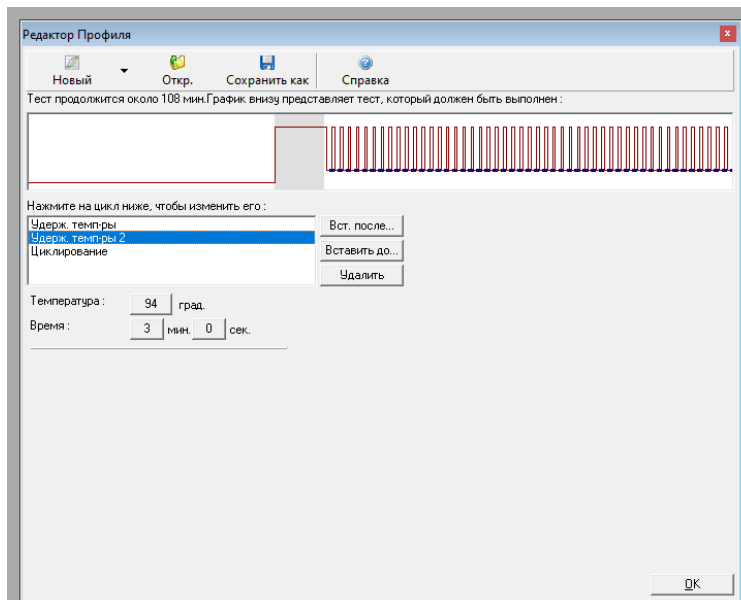 Редактор Профиля
Новый
Откр.
Сохранить как
Справка
Тест продолжится около 108 мин.График внизу представляет тест, который должен быть выполнен :
Нажмите на цикл ниже, чтобы изменить его :
Удерж. темп-ры
Удерж. темп-ры 2
Циклирование
Вст. после...
Вставить до...
Удалить
Температура : 94 град.
Время : 3 мин. 0 сек.
OK